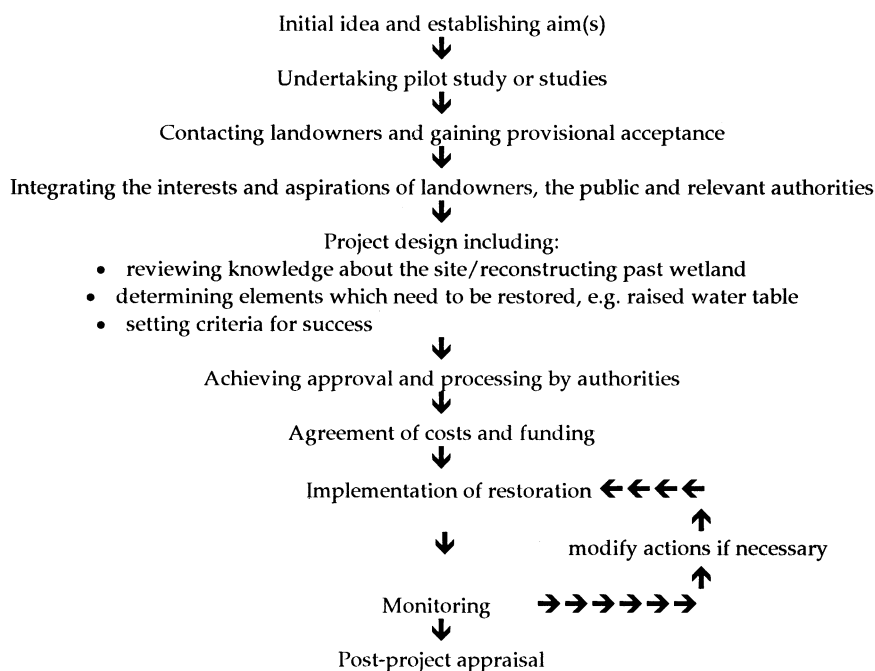 Initial idea and establishing aim(s)
Undertaking pilot study or studies
Contacting landowners and gaining provisional acceptance
Integrating the interests and aspirations of landowners, the public and relevant authorities
Project design including:
• reviewing knowledge about the site/reconstructing past wetland
• determining elements which need to be restored, e.g. raised water table
• setting criteria for success
Achieving approval and processing by authorities
Agreement of costs and funding
Implementation of restoration
modify actions if necessary
Monitoring
Post-project appraisal